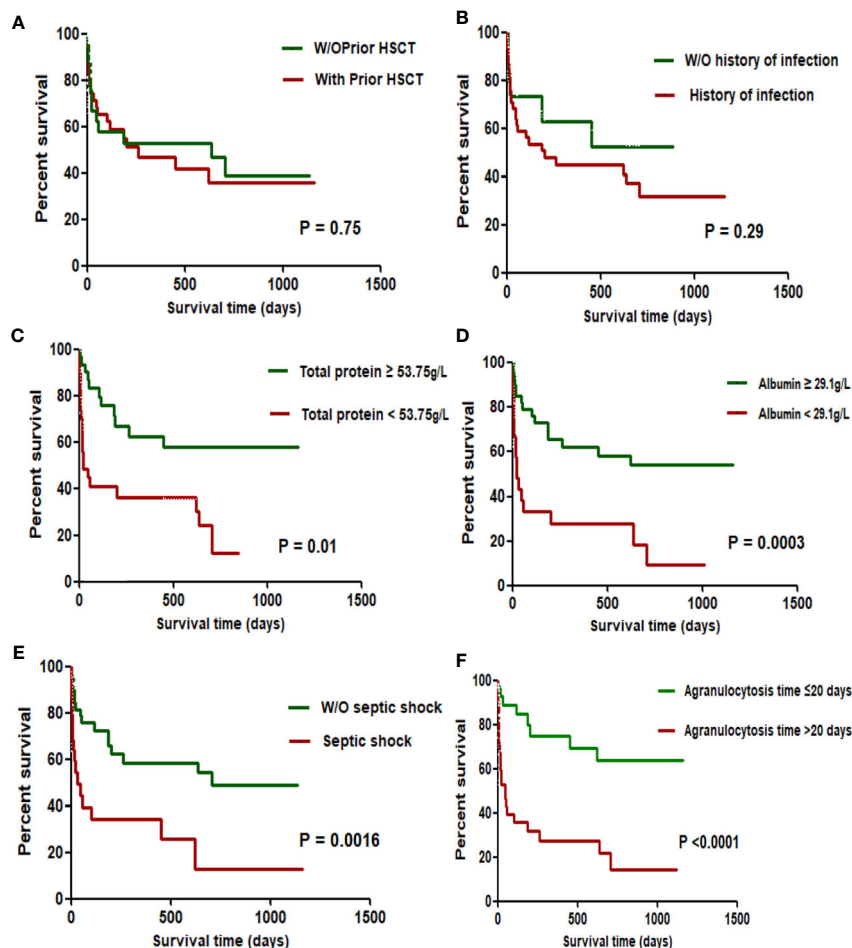 A
Percent survival
100
80
60
40
20
0
W/OPrior HSCT
With Prior HSCT
P = 0.75
0 500 1000 1500
Survival time (days)
B
Percent survival
100
80
60
40
20
0
W/O history of infection
History of infection
P = 0.29
0 500 1000 1500
Survival time (days)
C
Percent survival
100
80
60
40
20
0
Total protein ≥ 53.75g/L
Total protein < 53.75g/L
P = 0.01
0 500 1000 1500
Survival time (days)
D
Percent survival
100
80
60
40
20
0
Albumin ≥ 29.1g/L
Albumin < 29.1g/L
P = 0.0003
0 500 1000 1500
Survival time (days)
E
Percent survival
100
80
60
40
20
0
W/O septic shock
Septic shock
P = 0.0016
0 500 1000 1500
Survival time (days)
F
Percent survival
100
80
60
40
20
0
Agranulocytosis time ≤20 days
Agranulocytosis time >20 days
P <0.0001
0 500 1000 1500
Survival time (days)